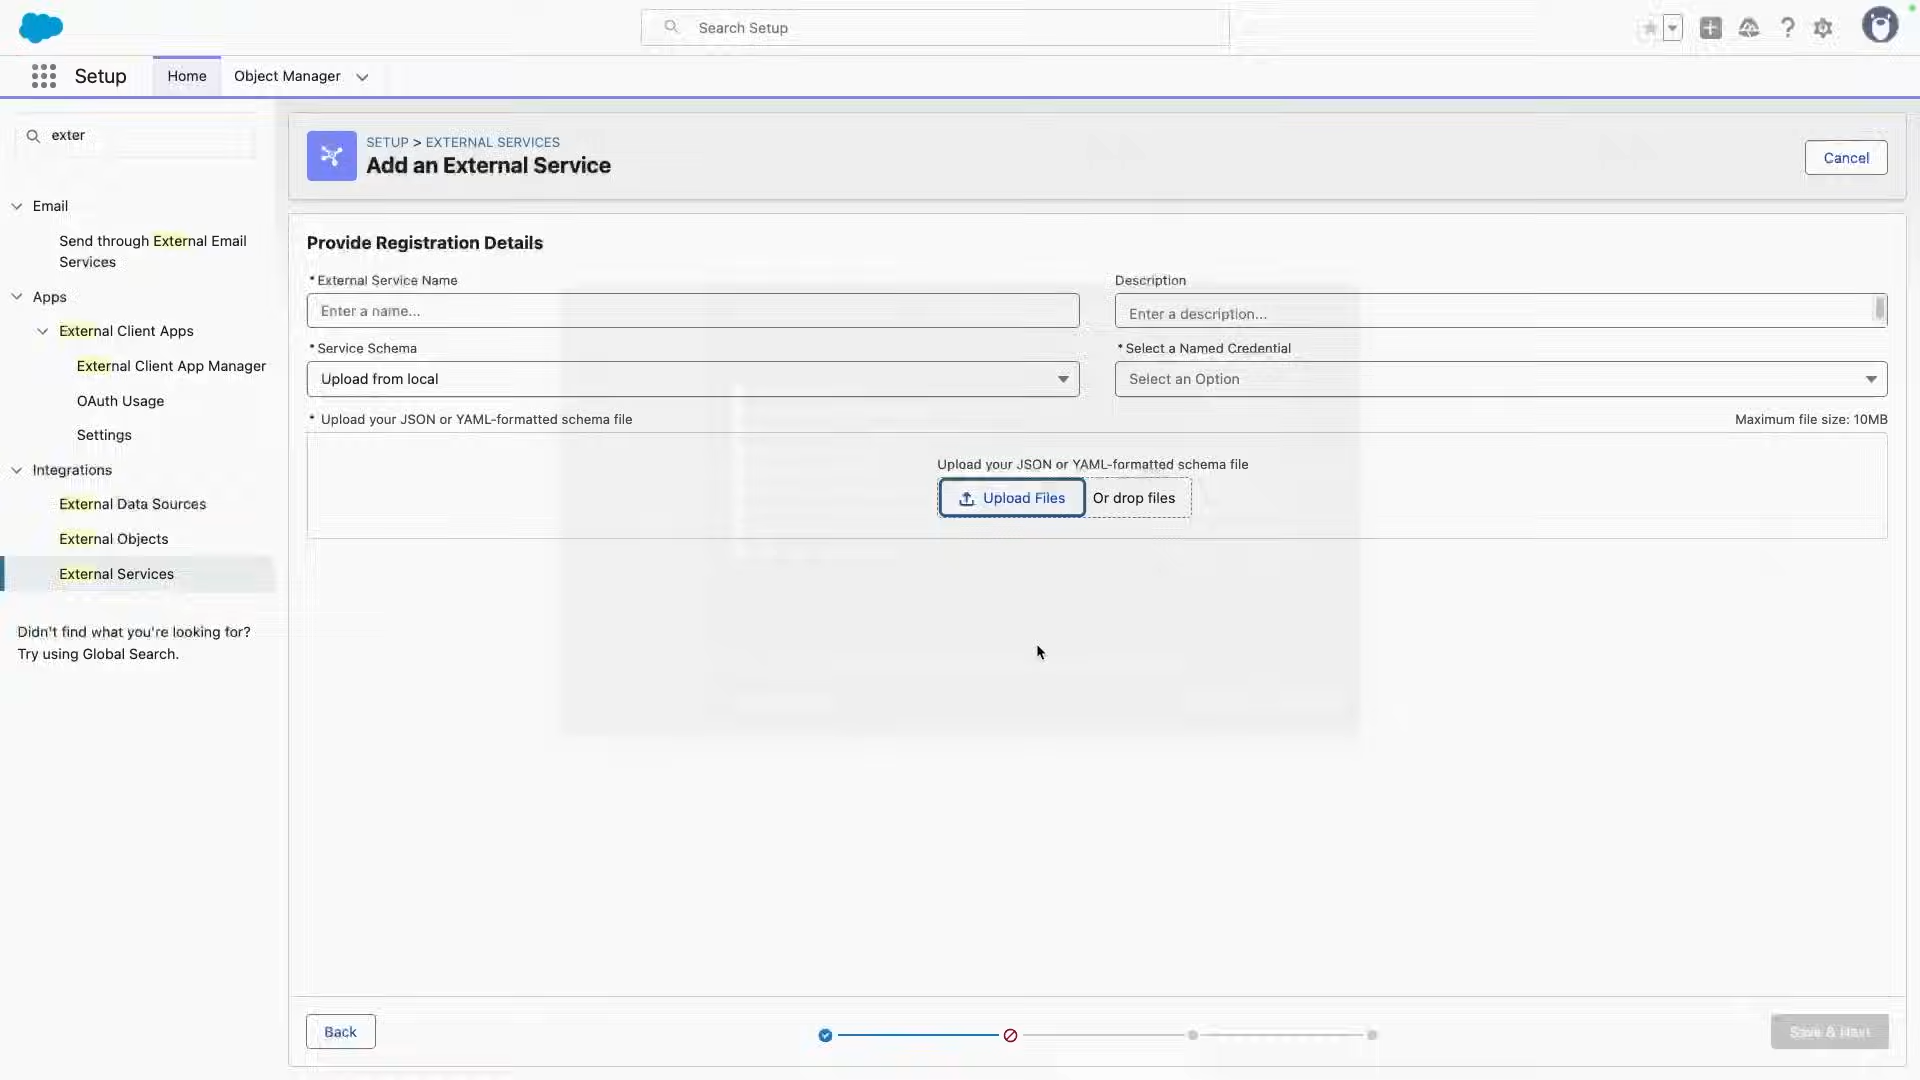 Search Setup
Setup
Home
Object Manager
exter
Email
Send through External Email
Services
Apps
External Client Apps
External Client App Manager
OAuth Usage
Settings
Integrations
External Data Sources
External Objects
External Services
Didn't find what you're looking for?
Try using Global Search.
SETUP > EXTERNAL SERVICES
Add an External Service
Cancel
Provide Registration Details
* External Service Name
Enter a name...
Description
Enter a description...
* Service Schema
Upload from local
* Select a Named Credential
Select an Option
* Upload your JSON or YAML-formatted schema file
Maximum file size: 10MB
Upload your JSON or YAML-formatted schema file
Upload Files
Or drop files
Back
Save & Next